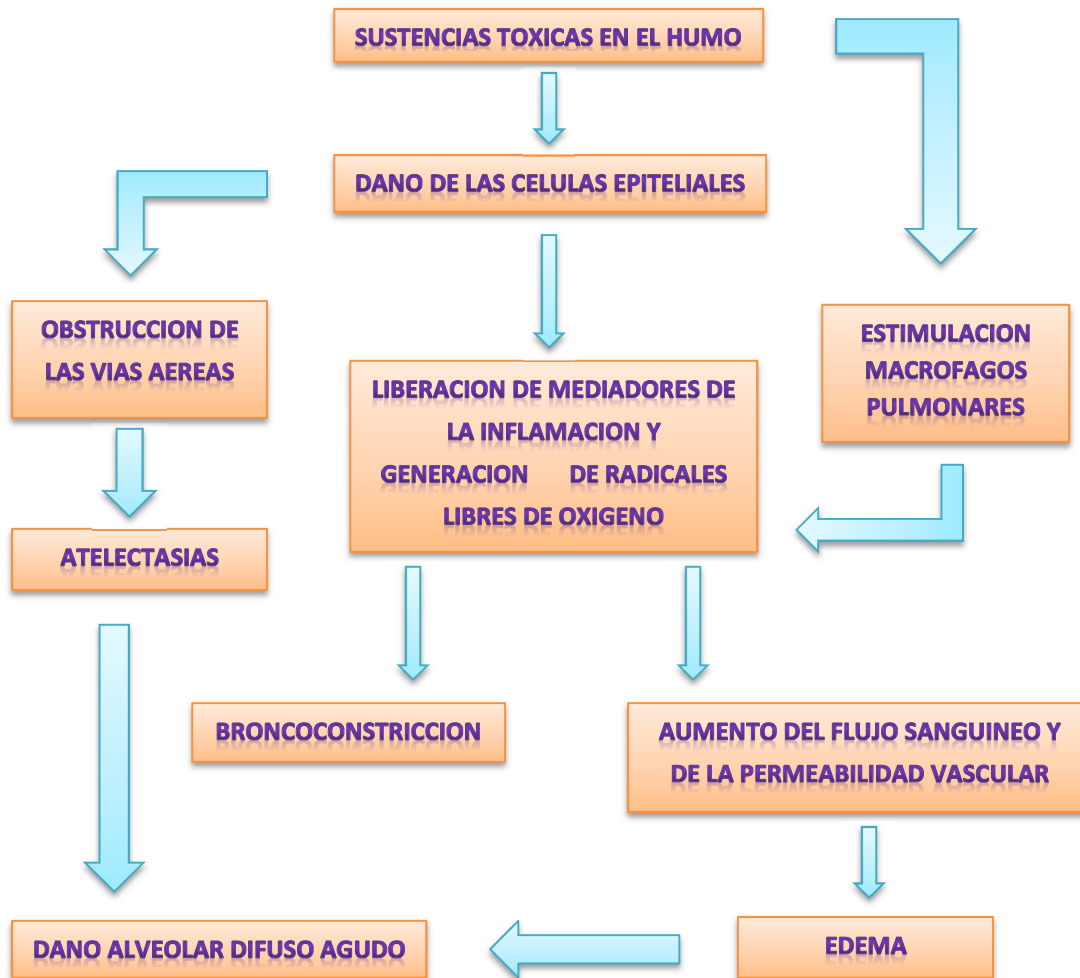 SUSTENCIAS TOXICAS EN EL HUMO
DANO DE LAS CELULAS EPITELIALES
OBSTRUCCION DE
LAS VIAS AEREAS
ESTIMULACION
MACROFAGOS
PULMONARES
LIBERACION DE MEDIADORES DE
LA INFLAMACION Y
GENERACION DE RADICALES
LIBRES DE OXIGENO
ATELECTASIAS
BRONCOCONSTRICCION
AUMENTO DEL FLUJO SANGUINEO Y
DE LA PERMEABILIDAD VASCULAR
DANO ALVEOLAR DIFUSO AGUDO
EDEMA